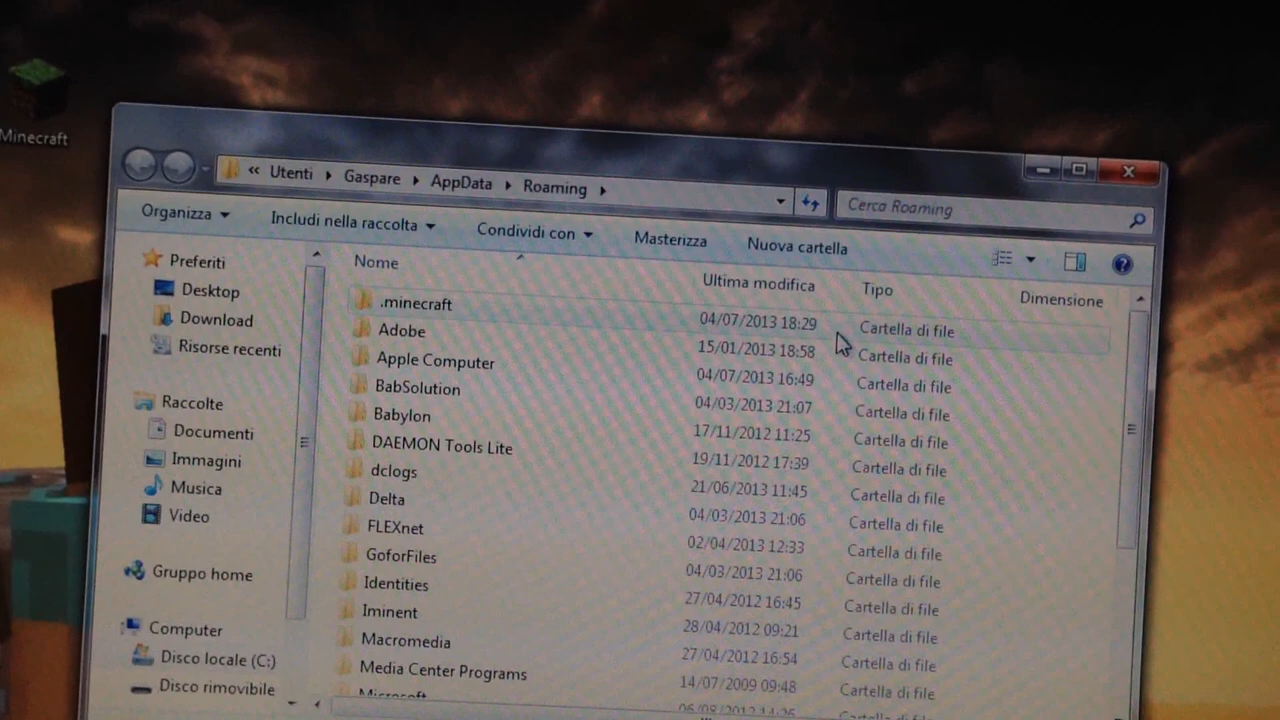 Minecraft
« Utenti Gaspare AppData Roaming
Cerca Roaming
Organizza Includi nella raccolta Condividi con Masterizza Nuova cartella
Preferiti
Desktop
Download
Risorse recenti
Raccolte
Documenti
Immagini
Musica
Video
Gruppo home
Computer
Disco locale (C:)
Disco rimovibile
Nome Ultima modifica Tipo Dimensione
.minecraft 04/07/2013 18:29 Cartella di file
Adobe 15/01/2013 18:58 Cartella di file
Apple Computer 04/07/2013 16:49 Cartella di file
BabSolution 04/03/2013 21:07 Cartella di file
Babylon 17/11/2012 11:25 Cartella di file
DAEMON Tools Lite 19/11/2012 17:39 Cartella di file
dclogs 21/06/2013 11:45 Cartella di file
Delta 04/03/2013 21:06 Cartella di file
FLEXnet 02/04/2013 12:33 Cartella di file
GoforFiles 04/03/2013 21:06 Cartella di file
Identities 27/04/2012 16:45 Cartella di file
Iminent 28/04/2012 09:21 Cartella di file
Macromedia 27/04/2012 16:54 Cartella di file
Media Center Programs 14/07/2009 09:48 Cartella di file
Microsoft